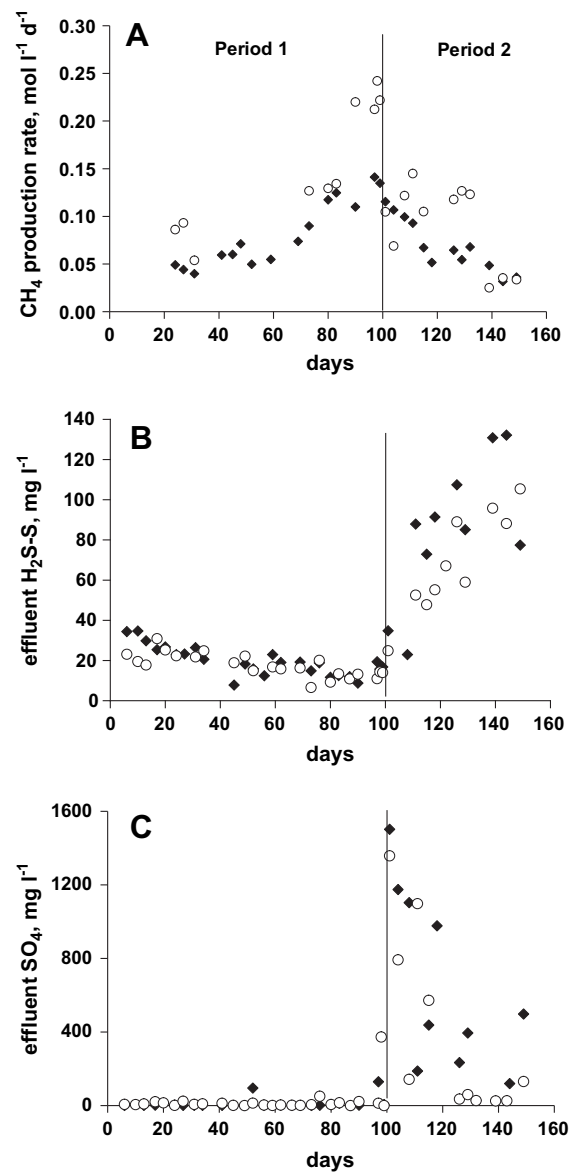 A
Period 1
Period 2
CH₄ production rate, mol l⁻¹ d⁻¹
0.30
0.25
0.20
0.15
0.10
0.05
0.00
0 20 40 60 80 100 120 140 160
days
B
effluent H₂S-S, mg l⁻¹
140
120
100
80
60
40
20
0
0 20 40 60 80 100 120 140 160
days
C
effluent SO₄, mg l⁻¹
1600
1200
800
400
0
0 20 40 60 80 100 120 140 160
days